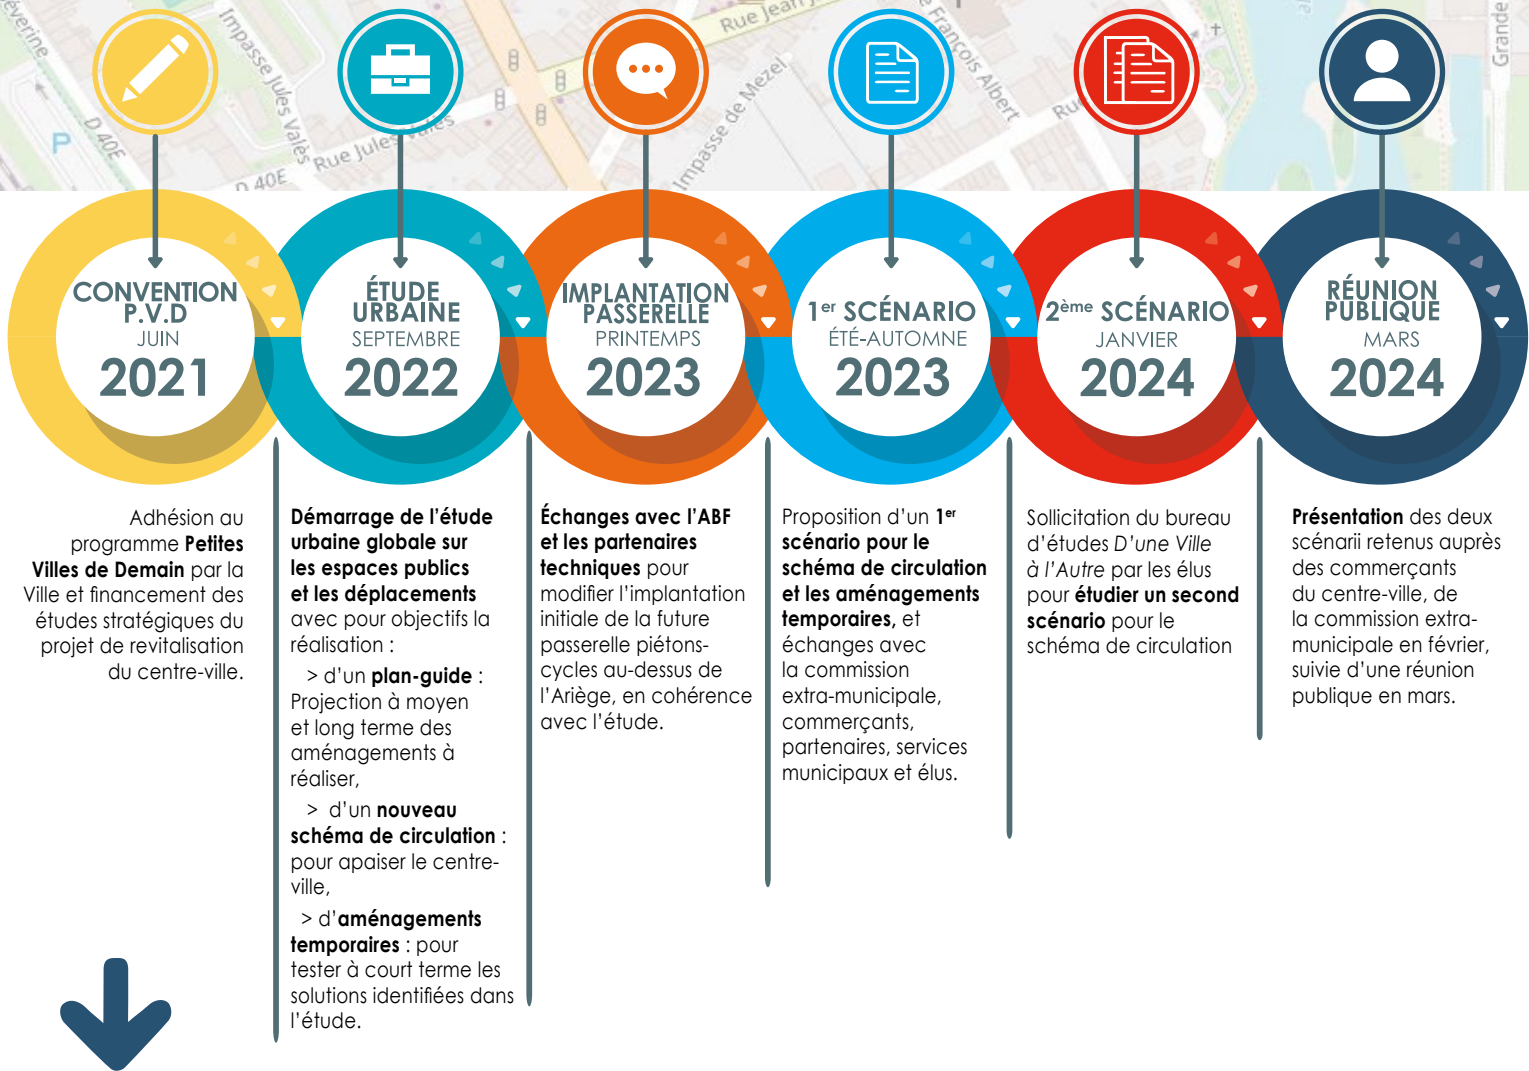 Impasse Jules Valès
Rue Jules Vallès
D 40E
D 40E
P
Impasse de Mezel
François Albert
Grande
CONVENTION
P.V.D
JUIN
2021
Adhésion au
programme Petites
Villes de Demain par la
Ville et financement des
études stratégiques du
projet de revitalisation
du centre-ville.
ÉTUDE
URBAINE
SEPTEMBRE
2022
Démarrage de l’étude
urbaine globale sur
les espaces publics
et les déplacements
avec pour objectifs la
réalisation :
> d’un plan-guide :
Projection à moyen
et long terme des
aménagements à
réaliser,
> d’un nouveau
schéma de circulation :
pour apaiser le centre-
ville,
> d’aménagements
temporaires : pour
tester à court terme les
solutions identifiées dans
l’étude.
IMPLANTATION
PASSERELLE
PRINTEMPS
2023
Échanges avec l’ABF
et les partenaires
techniques pour
modifier l’implantation
initiale de la future
passerelle piétons-
cycles au-dessus de
l’Ariège, en cohérence
avec l’étude.
1er SCÉNARIO
ÉTÉ-AUTOMNE
2023
Proposition d’un 1er
scénario pour le
schéma de circulation
et les aménagements
temporaires, et
échanges avec
la commission
extra-municipale,
commerçants,
partenaires, services
municipaux et élus.
2ème SCÉNARIO
JANVIER
2024
Sollicitation du bureau
d’études D’une Ville
à l’Autre par les élus
pour étudier un second
scénario pour le
schéma de circulation
RÉUNION
PUBLIQUE
MARS
2024
Présentation des deux
scénarii retenus auprès
des commerçants
du centre-ville, de
la commission extra-
municipale en février,
suivie d’une réunion
publique en mars.